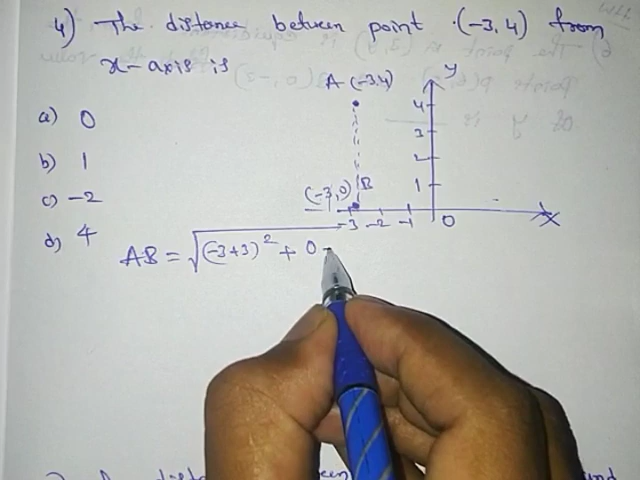 4) The distance between point (-3, 4) from
x-axis is
a) 0
b) 1
c) -2
d) 4
A (-3,4)
y
4
3
2
1
(-3,0) B
-3 -2 -1 0 X
AB = √(-3+3)² + 0 -